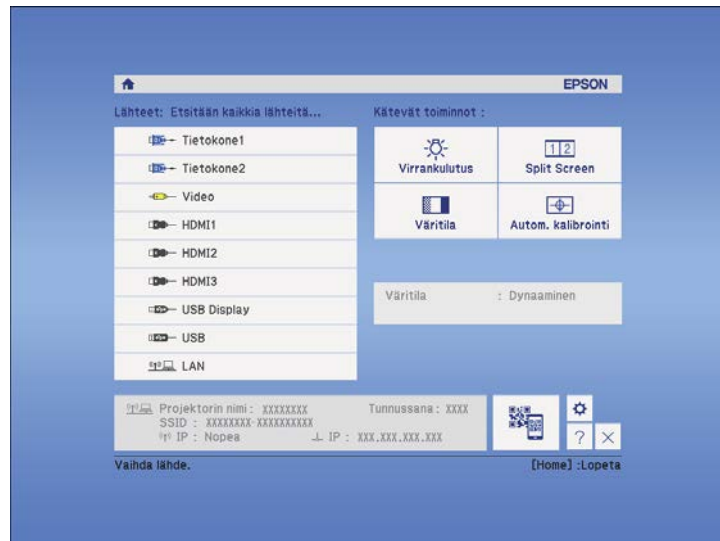 EPSON
Lähteet: Etsitään kaikkia lähteitä...
Tietokone1
Tietokone2
Video
HDMI1
HDMI2
HDMI3
USB Display
USB
LAN
Kätevät toiminnot :
Virrankulutus
1 2
Split Screen
Väritila
Autom. kalibrointi
Väritila : Dynaaminen
Projektorin nimi : XXXXXXXX Tunnussana : XXXX
SSID : XXXXXXXX-XXXXXXXXXX
IP : Nopea IP : XXX.XXX.XXX.XXX
?
Vaihda lähde. [Home] :Lopeta